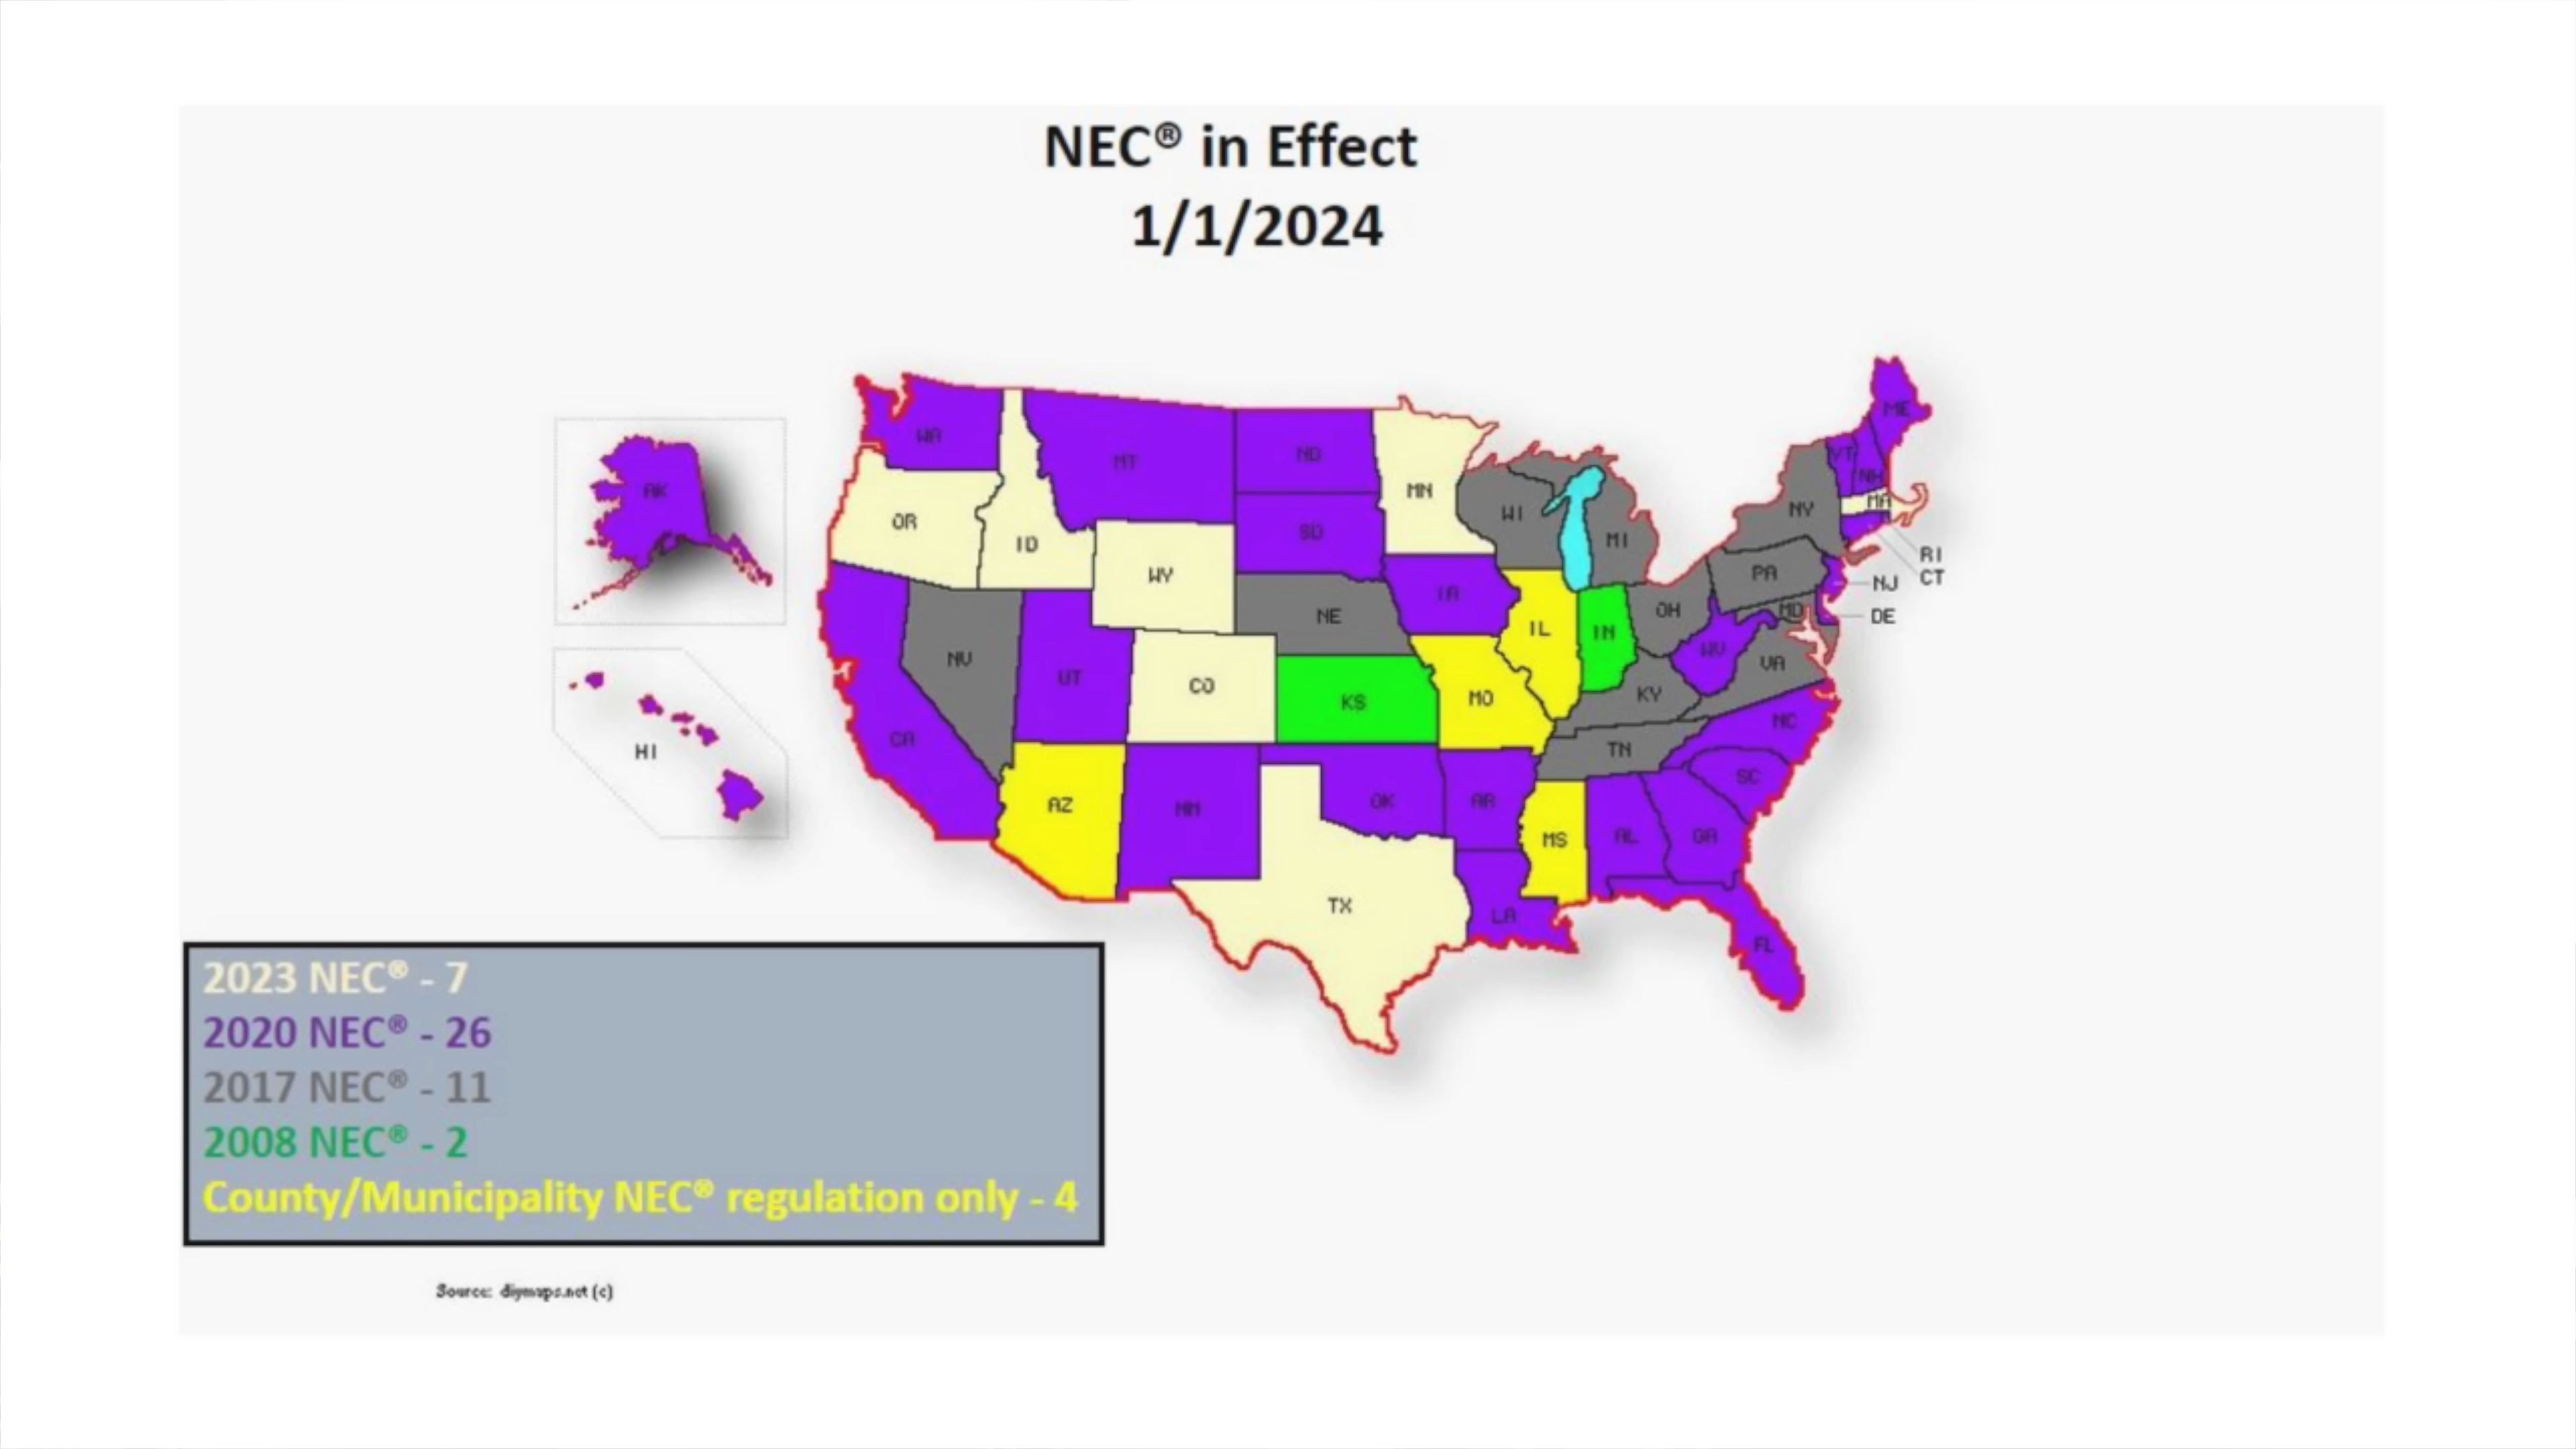 NEC® in Effect
1/1/2024
ME
WA
MT
ND
MN
VT
NH
AK
SD
WI
MA
NY
OR
ID
MI
RI
WY
PA
CT
NJ
IA
NE
OH
MD
DE
IL
IN
NV
UT
CO
WV
VA
KS
MO
KY
HI
CA
NC
TN
AZ
NM
OK
AR
SC
MS
AL
GA
TX
LA
FL
2023 NEC® - 7
2020 NEC® - 26
2017 NEC® - 11
2008 NEC® - 2
County/Municipality NEC® regulation only - 4
Source: diymaps.net (c)